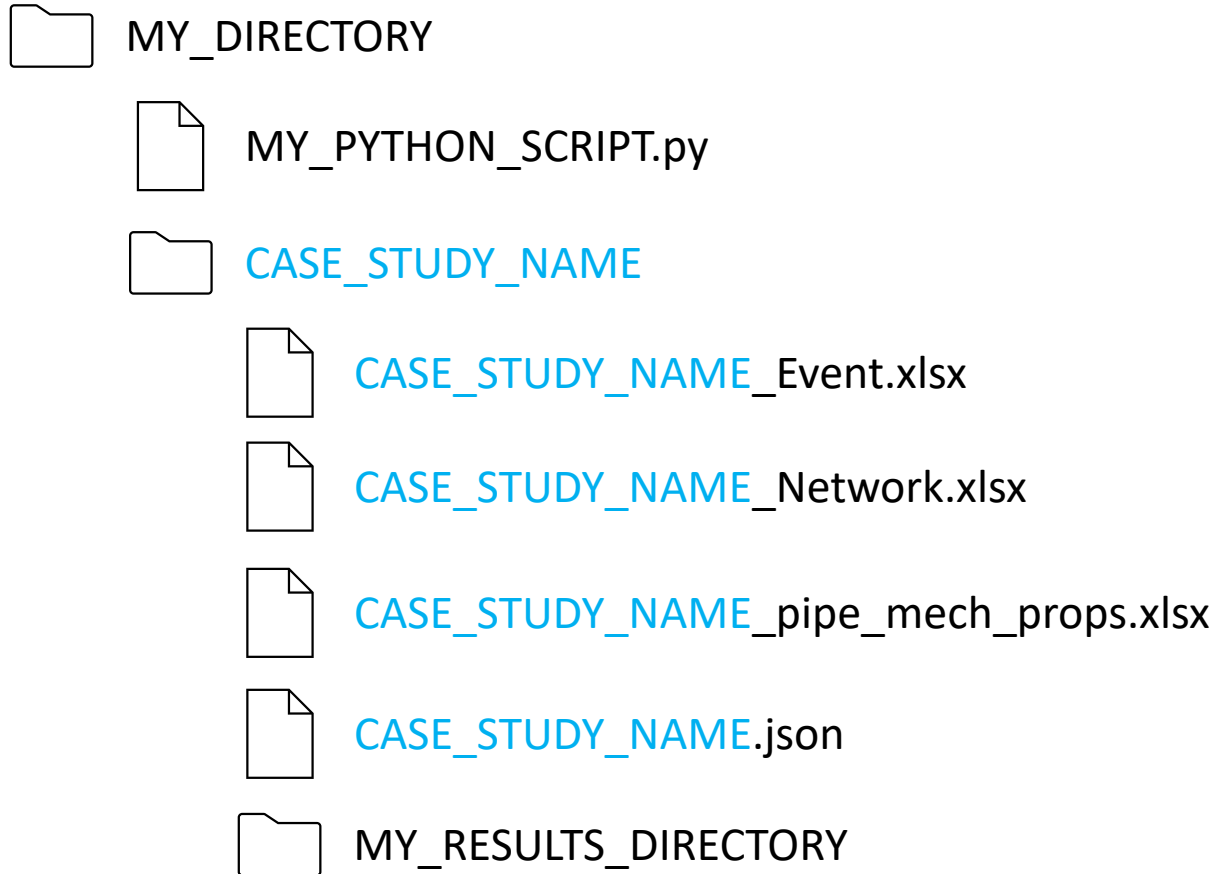 MY_DIRECTORY
MY_PYTHON_SCRIPT.py
CASE_STUDY_NAME
CASE_STUDY_NAME_Event.xlsx
CASE_STUDY_NAME_Network.xlsx
CASE_STUDY_NAME_pipe_mech_props.xlsx
CASE_STUDY_NAME.json
MY_RESULTS_DIRECTORY